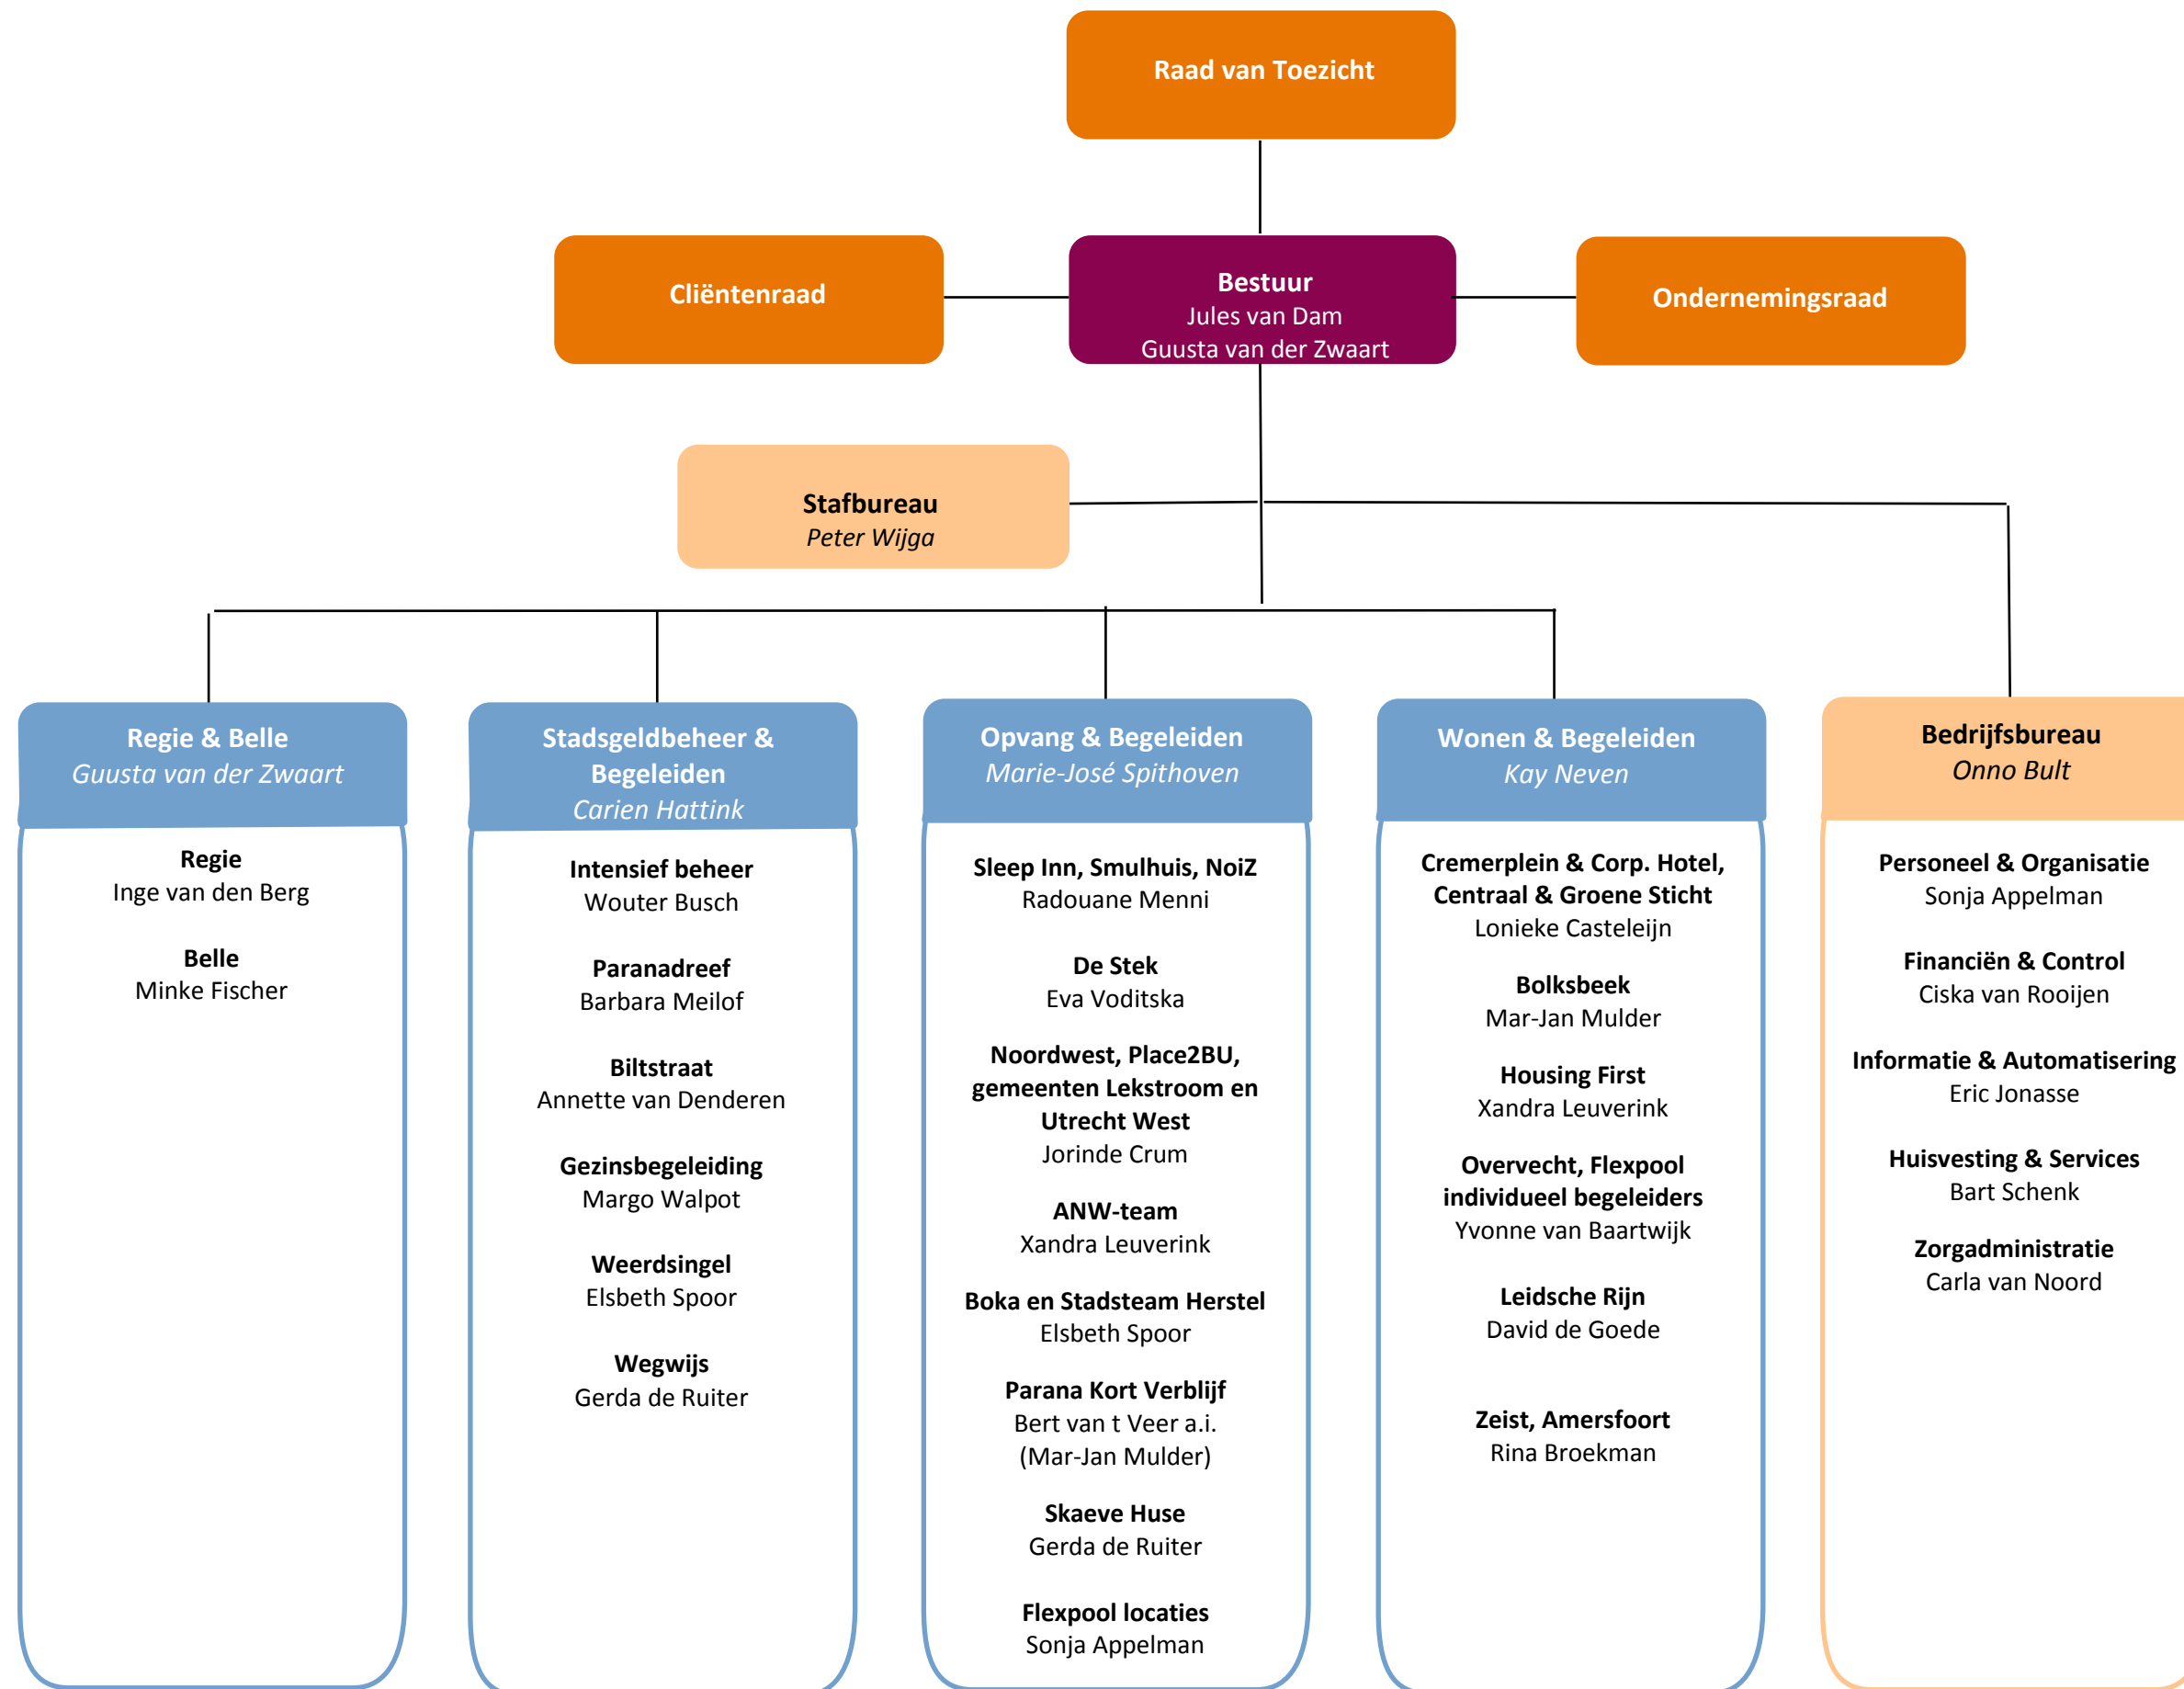 Raad van Toezicht
Cliëntenraad
Bestuur
Jules van Dam
Guusta van der Zwaart
Ondernemingsraad
Stafbureau
Peter Wijga
Regie & Belle
Guusta van der Zwaart
Regie
Inge van den Berg
Belle
Minke Fischer
Stadsgeldbeheer &
Begeleiden
Carien Hattink
Intensief beheer
Wouter Busch
Paranadreef
Barbara Meilof
Biltstraat
Annette van Denderen
Gezinsbegeleiding
Margo Walpot
Weerdsingel
Elsbeth Spoor
Wegwijs
Gerda de Ruiter
Opvang & Begeleiden
Marie-José Spithoven
Sleep Inn, Smulhuis, NoiZ
Radouane Menni
De Stek
Eva Voditska
Noordwest, Place2BU,
gemeenten Lekstroom en
Utrecht West
Jorinde Crum
ANW-team
Xandra Leuverink
Boka en Stadsteam Herstel
Elsbeth Spoor
Parana Kort Verblijf
Bert van t Veer a.i.
(Mar-Jan Mulder)
Skaeve Huse
Gerda de Ruiter
Flexpool locaties
Sonja Appelman
Wonen & Begeleiden
Kay Neven
Cremerplein & Corp. Hotel,
Centraal & Groene Sticht
Lonieke Casteleijn
Bolksbeek
Mar-Jan Mulder
Housing First
Xandra Leuverink
Overvecht, Flexpool
individueel begeleiders
Yvonne van Baartwijk
Leidsche Rijn
David de Goede
Zeist, Amersfoort
Rina Broekman
Bedrijfsbureau
Onno Bult
Personeel & Organisatie
Sonja Appelman
Financiën & Control
Ciska van Rooijen
Informatie & Automatisering
Eric Jonasse
Huisvesting & Services
Bart Schenk
Zorgadministratie
Carla van Noord